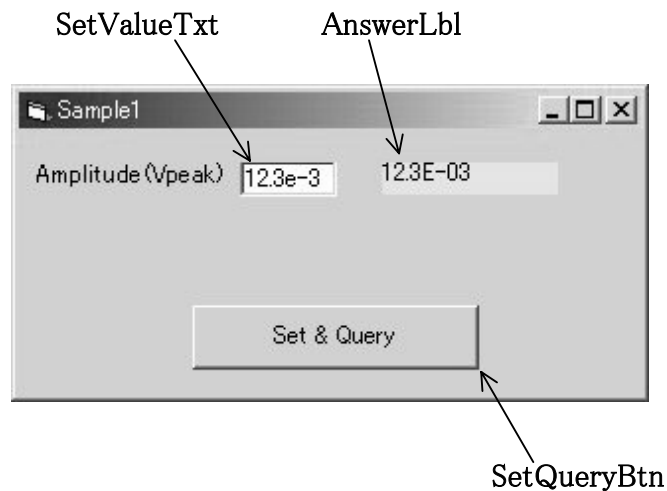 SetValueTxt AnswerLbl
Sample1
Amplitude(Vpeak) 12.3e-3 12.3E-03
Set & Query
SetQueryBtn